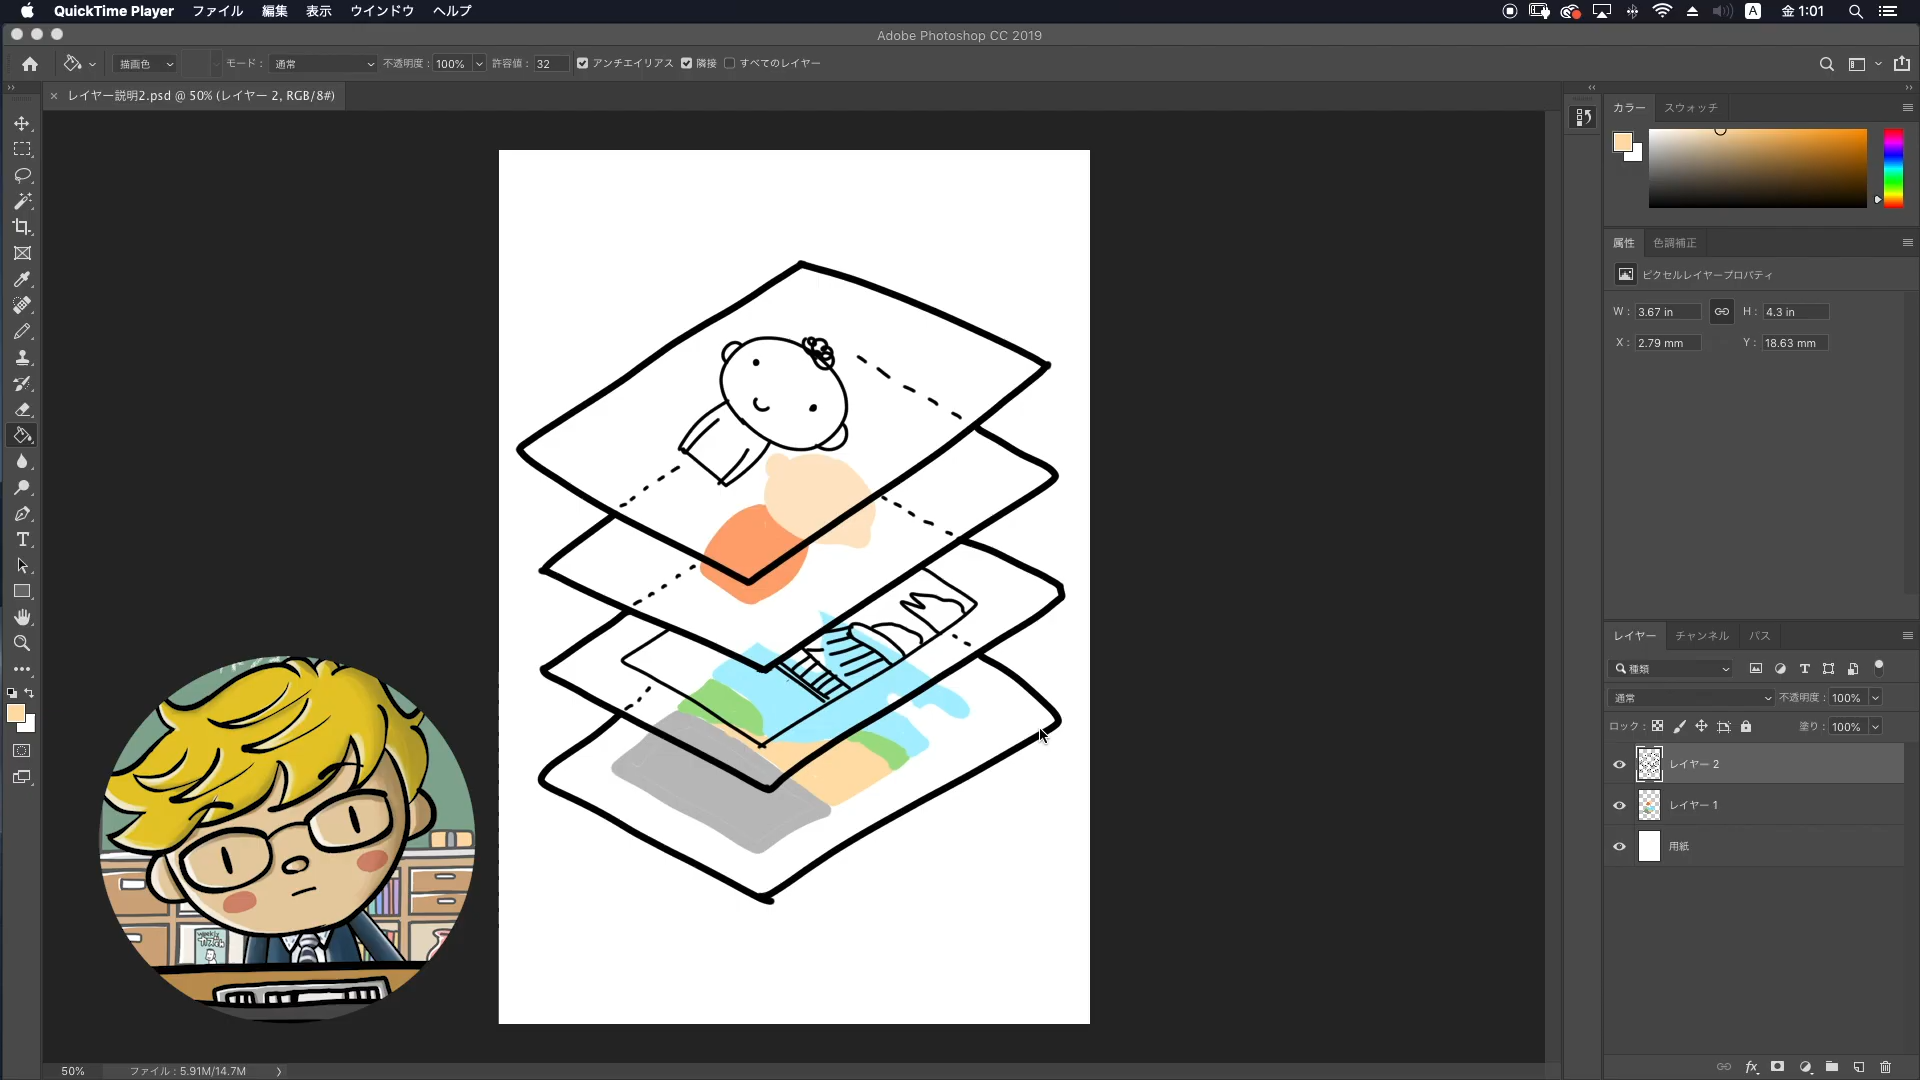 QuickTime Player ファイル 編集 表示 ウインドウ ヘルプ A 金 1:01
Adobe Photoshop CC 2019
描画色 モード : 通常 不透明度 : 100% 許容値 : 32 アンチエイリアス 隣接 すべてのレイヤー
レイヤー説明2.psd @ 50% (レイヤー 2, RGB/8#)
カラー スウォッチ
属性 色調補正
ピクセルレイヤープロパティ
W : 3.67 in H : 4.3 in
X : 2.79 mm Y : 18.63 mm
レイヤー チャンネル パス
種類
通常 不透明度 : 100%
ロック : 塗り : 100%
レイヤー 2
レイヤー 1
用紙
50% ファイル : 5.91M/14.7M